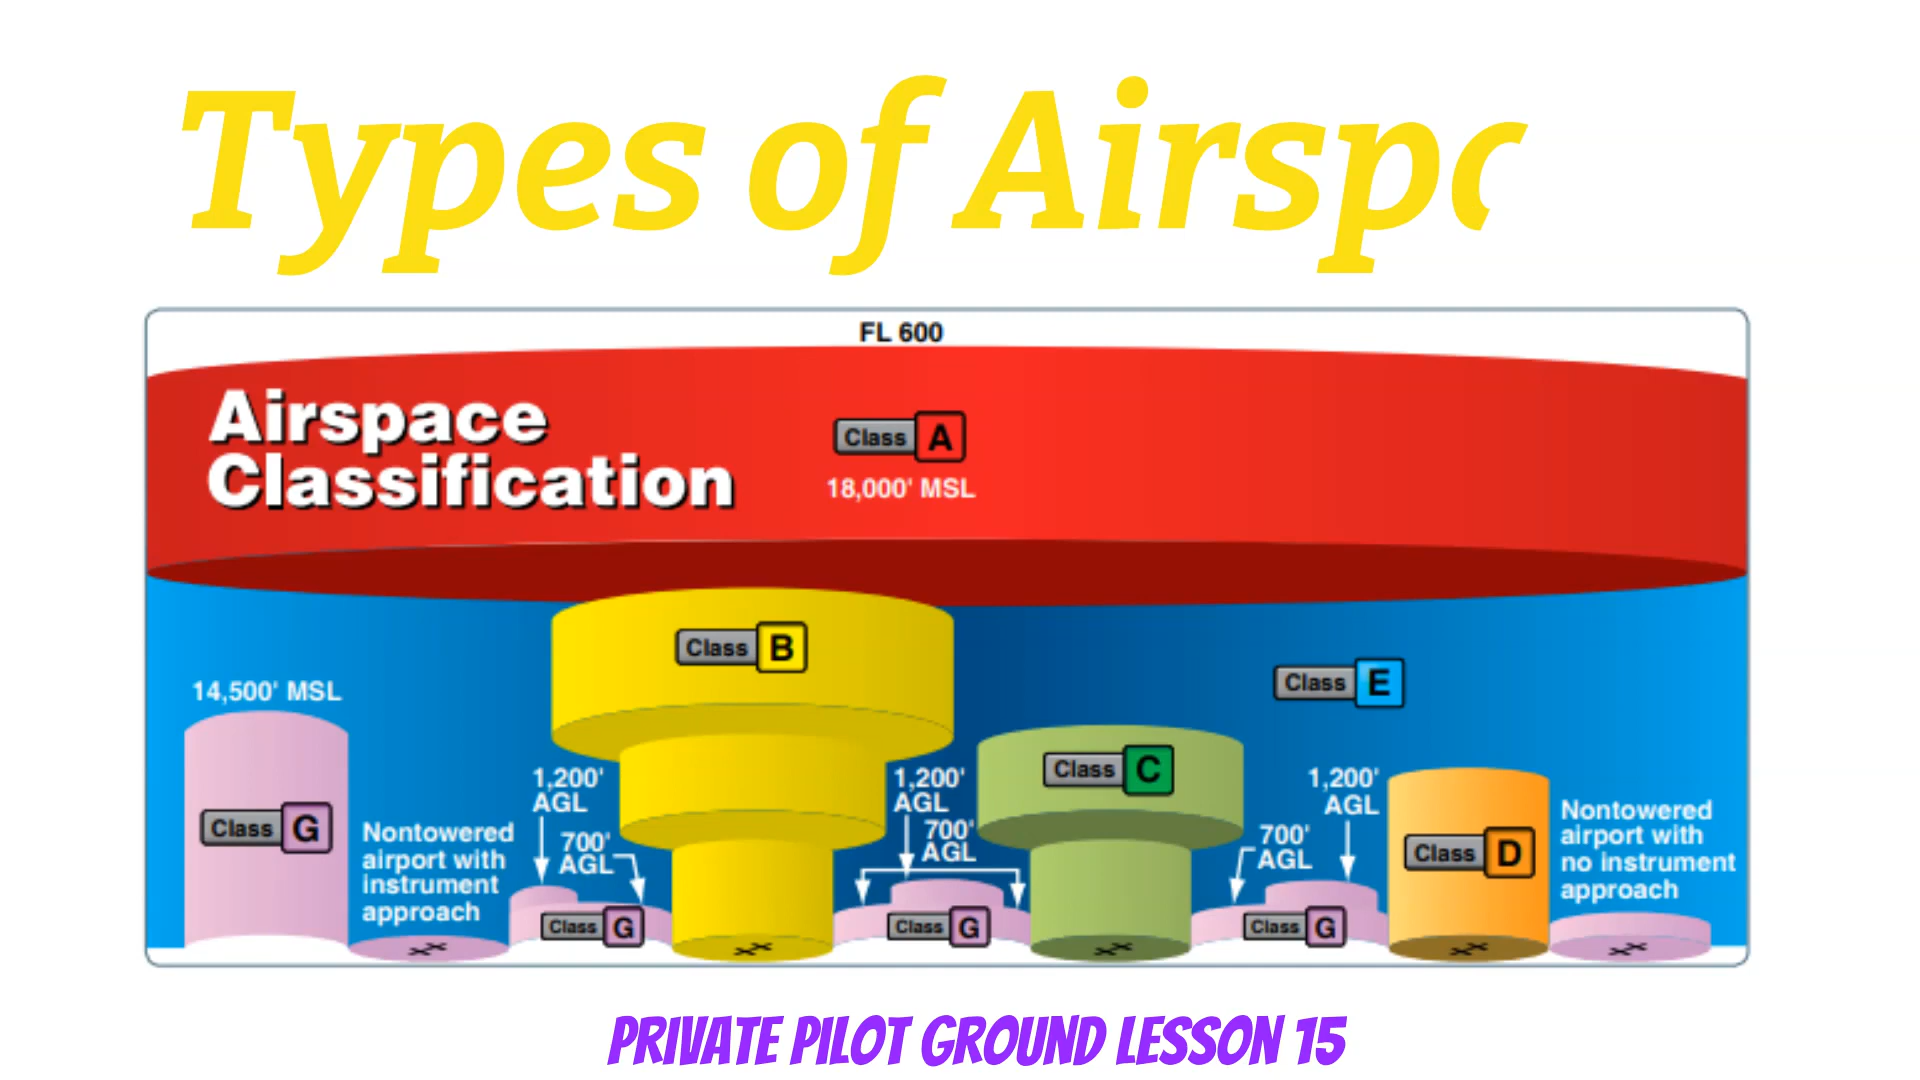 Types of Airsp
FL 600
Airspace
Classification
Class A
18,000' MSL
Class B
Class E
14,500' MSL
Class C
1,200'
AGL
1,200'
AGL
1,200'
AGL
Class G
Nontowered
airport with
instrument
approach
700'
AGL
700'
AGL
700'
AGL
Class D
Nontowered
airport with
no instrument
approach
Class G
Class G
Class G
PRIVATE PILOT GROUND LESSON 15